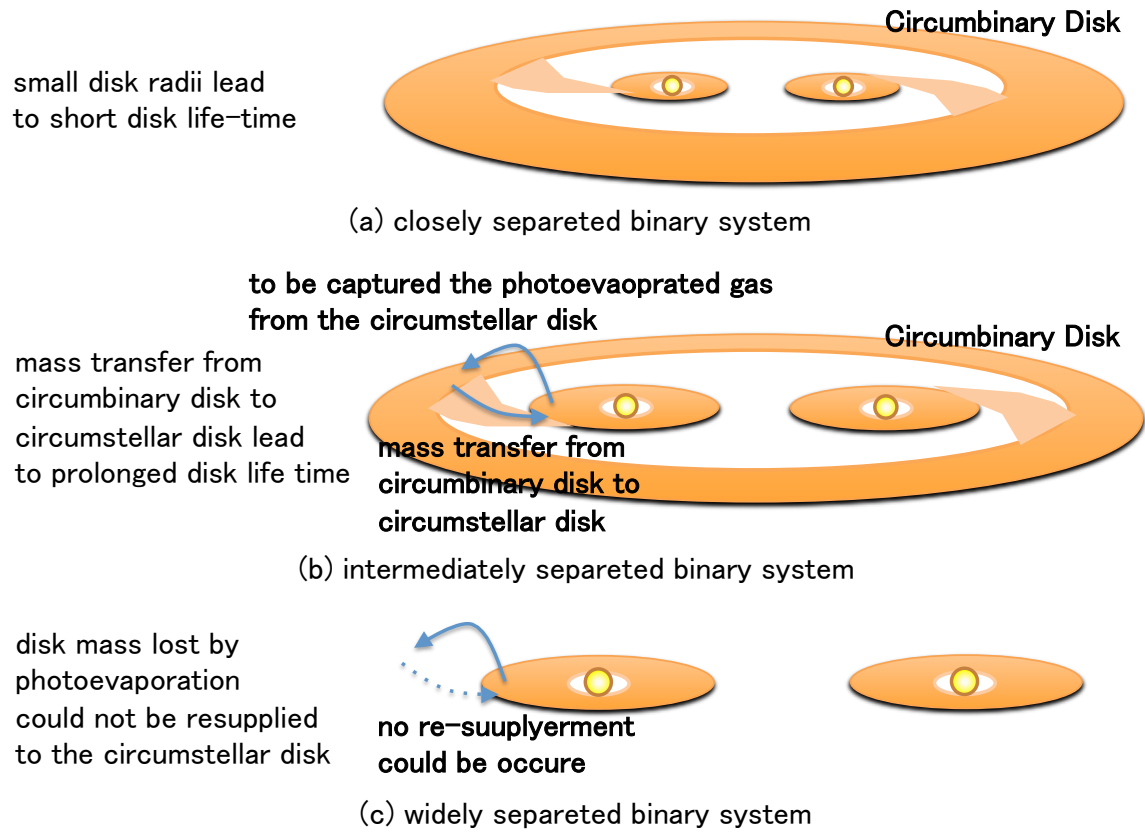 Circumbinary Disk
small disk radii lead
to short disk life-time
(a) closely separeted binary system
to be captured the photoevaoprated gas
from the circumstellar disk
Circumbinary Disk
mass transfer from
circumbinary disk to
circumstellar disk lead
to prolonged disk life time
mass transfer from
circumbinary disk to
circumstellar disk
(b) intermediately separeted binary system
disk mass lost by
photoevaporation
could not be resupplied
to the circumstellar disk
no re-suuplyerment
could be occure
(c) widely separeted binary system